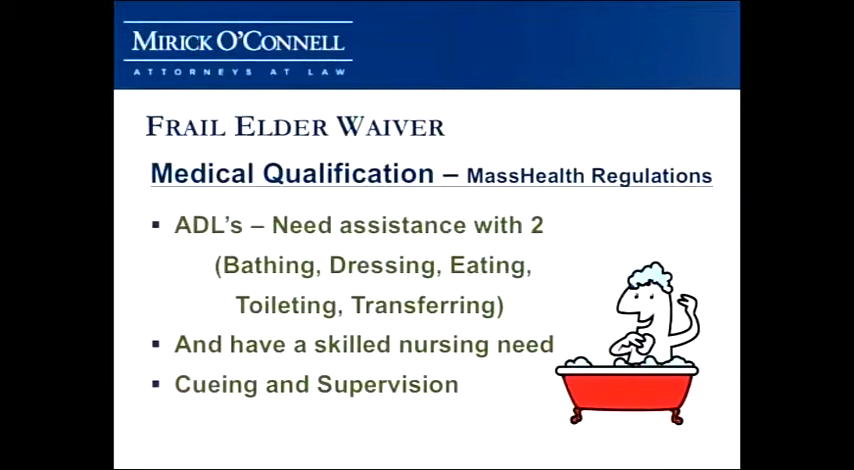 MIRICK O'CONNELL
ATTORNEYS AT LAW
FRAIL ELDER WAIVER
Medical Qualification – MassHealth Regulations
▪ ADL's – Need assistance with 2
(Bathing, Dressing, Eating,
Toileting, Transferring)
▪ And have a skilled nursing need
▪ Cueing and Supervision